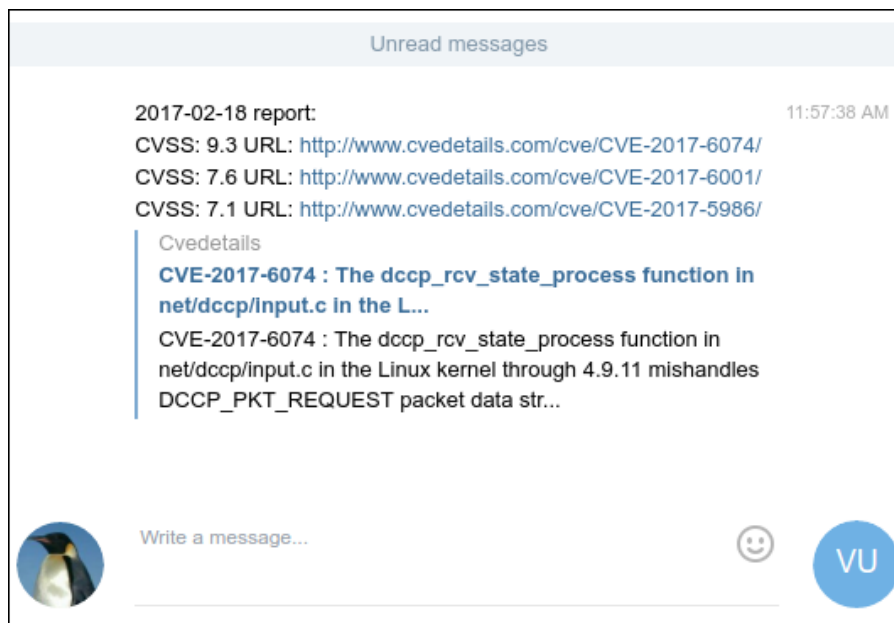 Unread messages
2017-02-18 report:
11:57:38 AM
CVSS: 9.3 URL: http://www.cvedetails.com/cve/CVE-2017-6074/
CVSS: 7.6 URL: http://www.cvedetails.com/cve/CVE-2017-6001/
CVSS: 7.1 URL: http://www.cvedetails.com/cve/CVE-2017-5986/
Cvedetails
CVE-2017-6074 : The dccp_rcv_state_process function in
net/dccp/input.c in the L...
CVE-2017-6074 : The dccp_rcv_state_process function in
net/dccp/input.c in the Linux kernel through 4.9.11 mishandles
DCCP_PKT_REQUEST packet data str...
Write a message...
VU